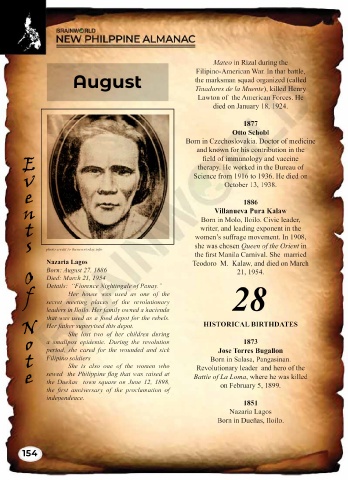 BRAINWORLD
NEW PHILPPINE ALMANAC
August
Events Of Note
Nazaria Lagos
Born: August 27, 1886
Died: March 21, 1954
Details: "Florence Nightingale of Panay."
Her house was used as one of the
secret meeting places of the revolutionary
leaders in Iloilo. Her family owned a hacienda
that was used as a food depot for the rebels.
Her father supervised this depot.
She lost two of her children during
a smallpox epidemic. During the revolution
period, she cared for the wounded and sick
Filipino soldiers
She is also one of the women who
sewed the Philippine flag that was raised at
the Dueñas town square on June 12, 1898,
the first anniversary of the proclamation of
independence.
Mateo in Rizal during the
Filipino-American War. In that battle,
the marksman squad organized (called
Tiradores de la Muerte), killed Henry
Lawton of the American Forces. He
died on January 18, 1924.
1877
Otto Schobl
Born in Czechoslovakia. Doctor of medicine
and known for his contribution in the
field of immunology and vaccine
therapy. He worked in the Bureau of
Science from 1916 to 1936. He died on
October 13, 1938.
1886
Villanueva Pura Kalaw
Born in Molo, Iloilo. Civic leader,
writer, and leading exponent in the
women's suffrage movement. In 1908,
she was chosen Queen of the Orient in
the first Manila Carnival. She married
Teodoro M. Kalaw, and died on March
21, 1954.
28
HISTORICAL BIRTHDATES
1873
Jose Torres Bugallon
Born in Selasa, Pangasinan.
Revolutionary leader and hero of the
Battle of La Loma, where he was killed
on February 5, 1899.
1851
Nazaria Lagos
Born in Dueñas, Iloilo.
154